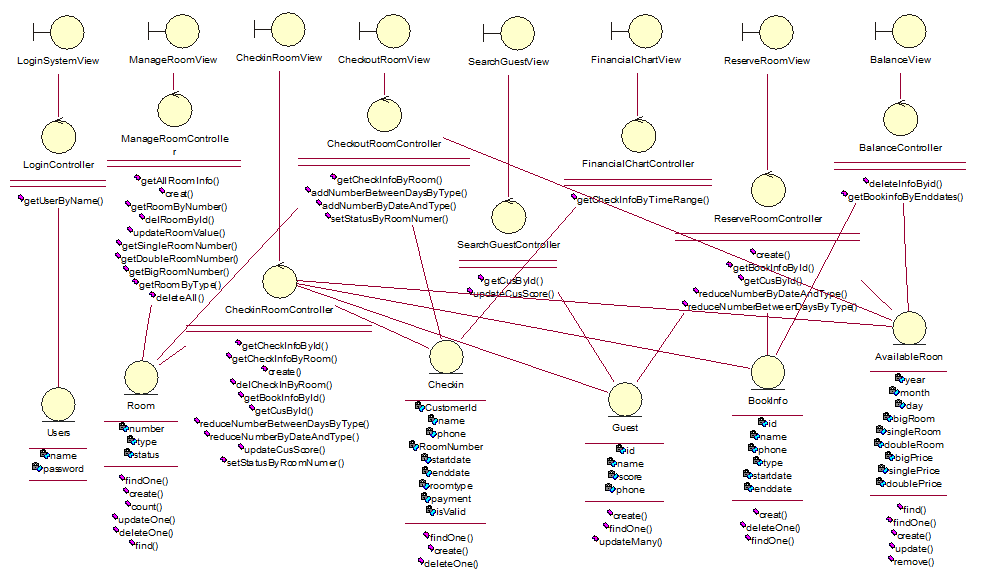 LoginSystemView
ManageRoomView
CheckinRoomView
CheckoutRoomView
SearchGuestView
FinancialChartView
ReserveRoomView
BalanceView
LoginController
getUserByName()
ManageRoomControlle
r
getAllRoomInfo()
creat()
getRoomByNumber()
delRoomById()
updateRoomValue()
getSingleRoomNumber()
getDoubleRoomNumber()
getBigRoomNumber()
getRoomByType()
deleteAll()
CheckoutRoomController
getCheckInfoByRoom()
addNumberBetweenDaysByType()
addNumberByDateAndType()
setStatusByRoomNumer()
FinancialChartController
getCheckInfoByTimeRange()
BalanceController
deleteInfoByid()
getBookinfoByEnddates()
SearchGuestController
getCusById()
updateCusScore()
ReserveRoomController
create()
getBookInfoById()
getCusById()
reduceNumberByDateAndType()
reduceNumberBetweenDaysByType()
CheckinRoomController
getCheckInfoById()
getCheckInfoByRoom()
create()
delCheckInByRoom()
getBookInfoById()
getCusById()
reduceNumberBetweenDaysByType()
reduceNumberByDateAndType()
updateCusScore()
setStatusByRoomNumer()
Users
name
password
Room
number
type
status
findOne()
create()
count()
updateOne()
deleteOne()
find()
Checkin
CustomerId
name
phone
RoomNumber
startdate
enddate
roomtype
payment
isValid
findOne()
create()
deleteOne()
Guest
id
name
score
phone
create()
findOne()
updateMany()
BookInfo
id
name
phone
type
startdate
enddate
creat()
deleteOne()
findOne()
AvailableRoon
year
month
day
bigRoom
singleRoom
doubleRoom
bigPrice
singlePrice
doublePrice
find()
findOne()
create()
update()
remove()